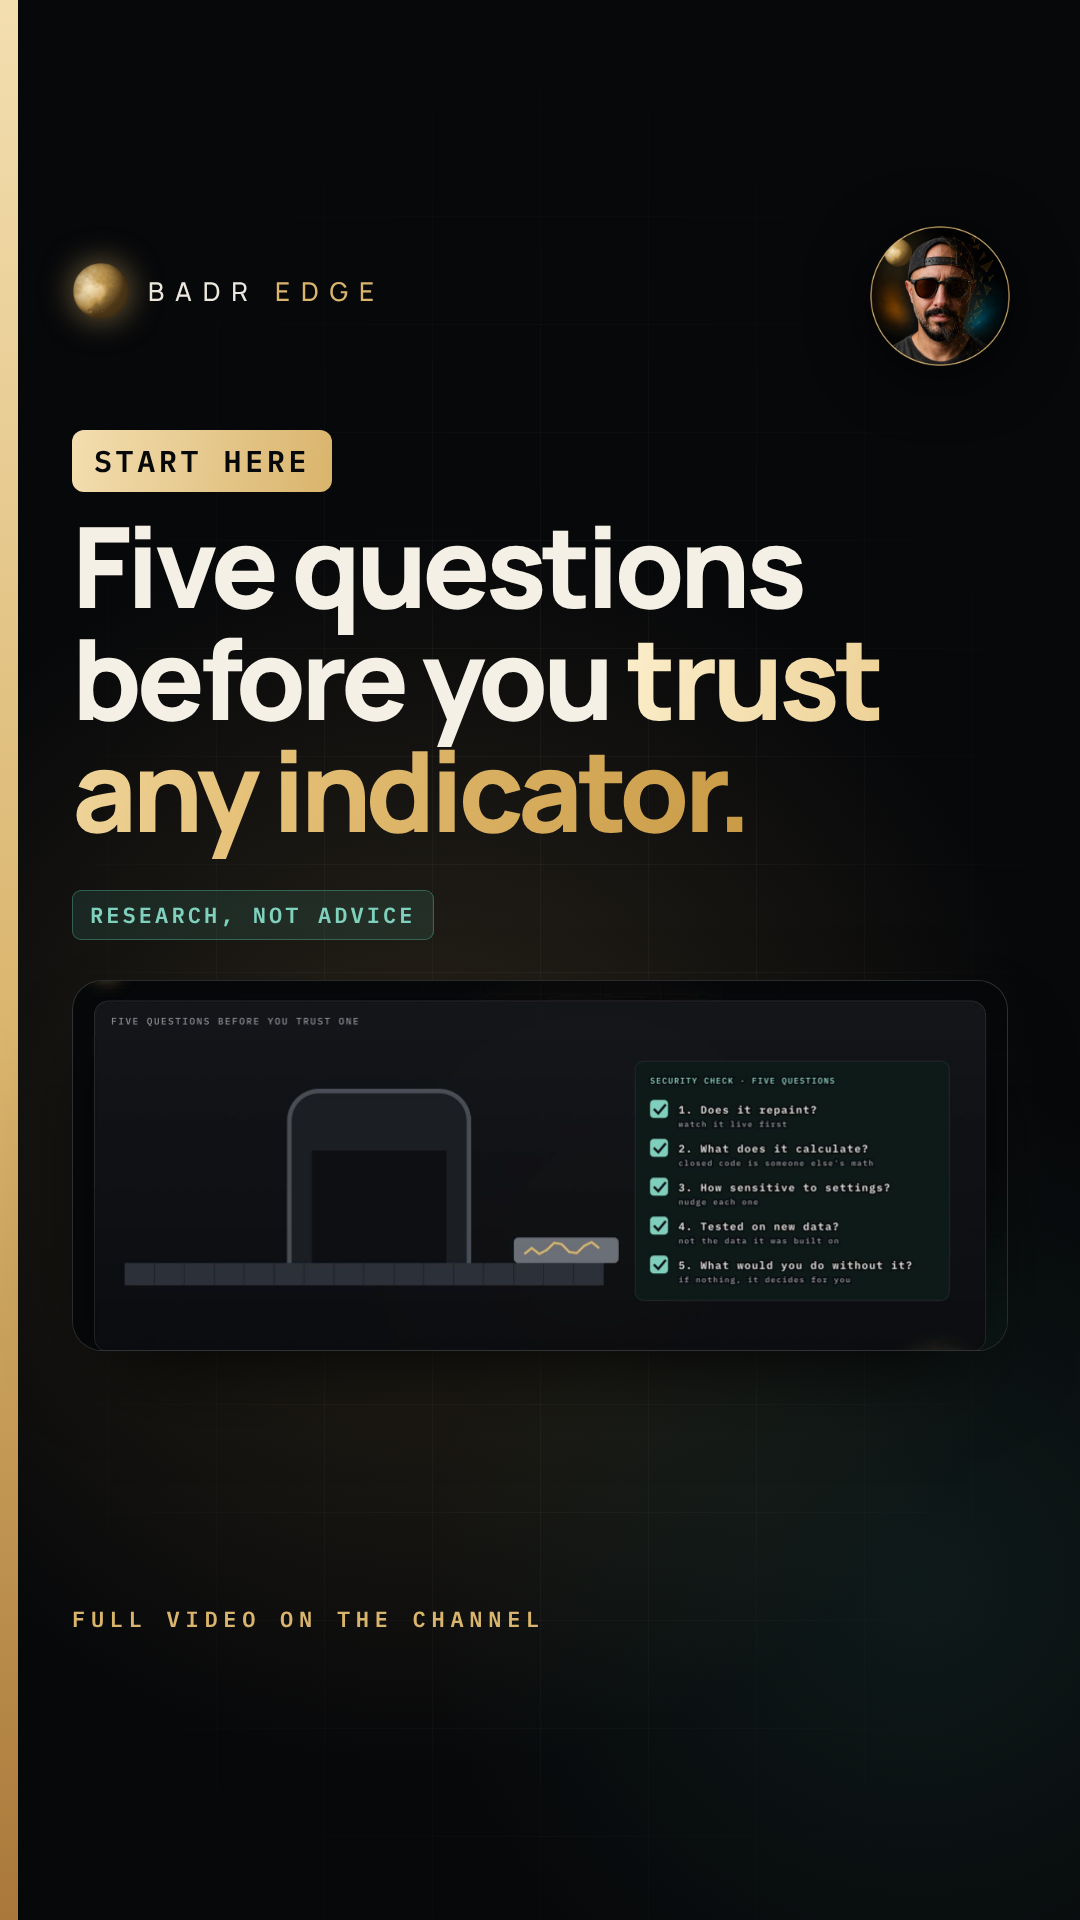 BADR EDGE
START HERE
Five questions
before you trust
any indicator.
RESEARCH, NOT ADVICE
FIVE QUESTIONS BEFORE YOU TRUST ONE
SECURITY CHECK · FIVE QUESTIONS
1. Does it repaint?
watch it live first
2. What does it calculate?
closed code is someone else's math
3. How sensitive to settings?
nudge each one
4. Tested on new data?
not the data it was built on
5. What would you do without it?
if nothing, it decides for you
FULL VIDEO ON THE CHANNEL